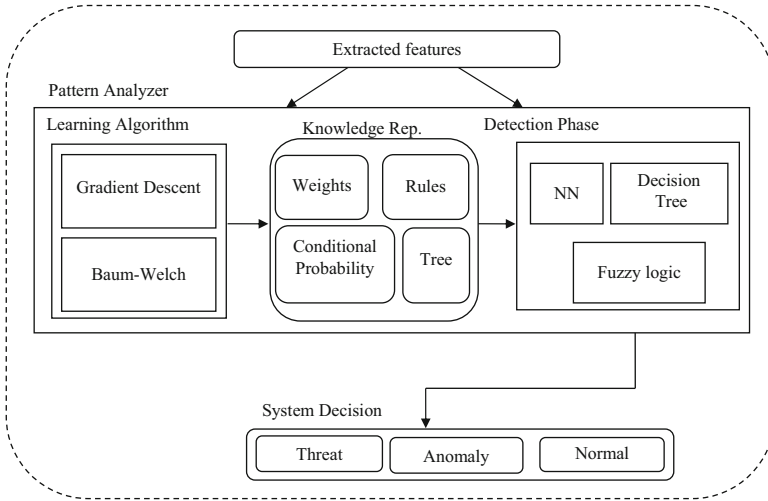 Extracted features
Pattern Analyzer
Learning Algorithm
Knowledge Rep.
Detection Phase
Gradient Descent
Baum-Welch
Weights
Rules
Conditional
Probability
Tree
NN
Decision
Tree
Fuzzy logic
System Decision
Threat
Anomaly
Normal